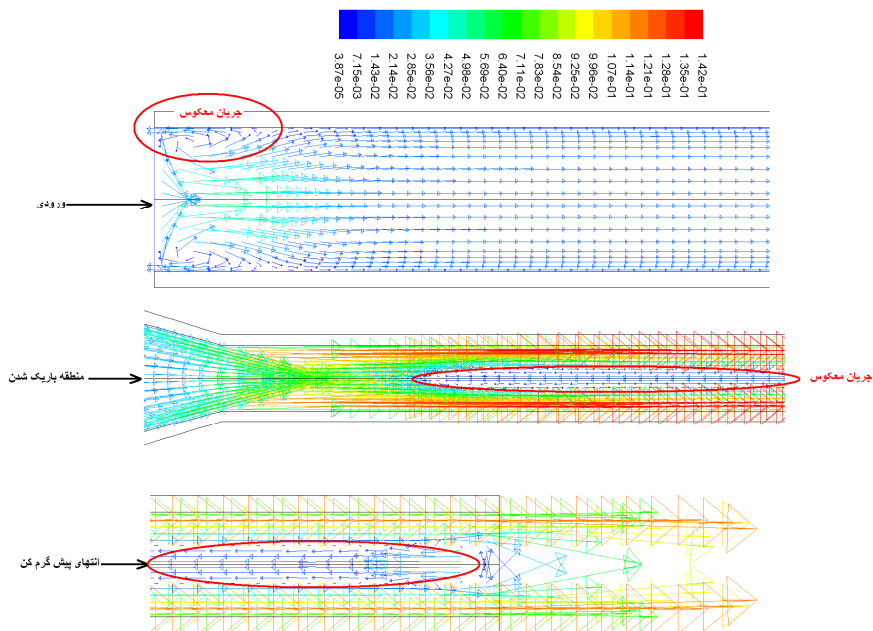 3.87e-05
7.15e-03
1.43e-02
2.14e-02
2.85e-02
3.56e-02
4.27e-02
4.98e-02
5.69e-02
6.40e-02
7.11e-02
7.83e-02
8.54e-02
9.25e-02
9.96e-02
1.07e-01
1.14e-01
1.21e-01
1.28e-01
1.35e-01
1.42e-01
جریان معکوس
ورودی
منطقه باریک شدن
جریان معکوس
انتهای پیش گرم کن